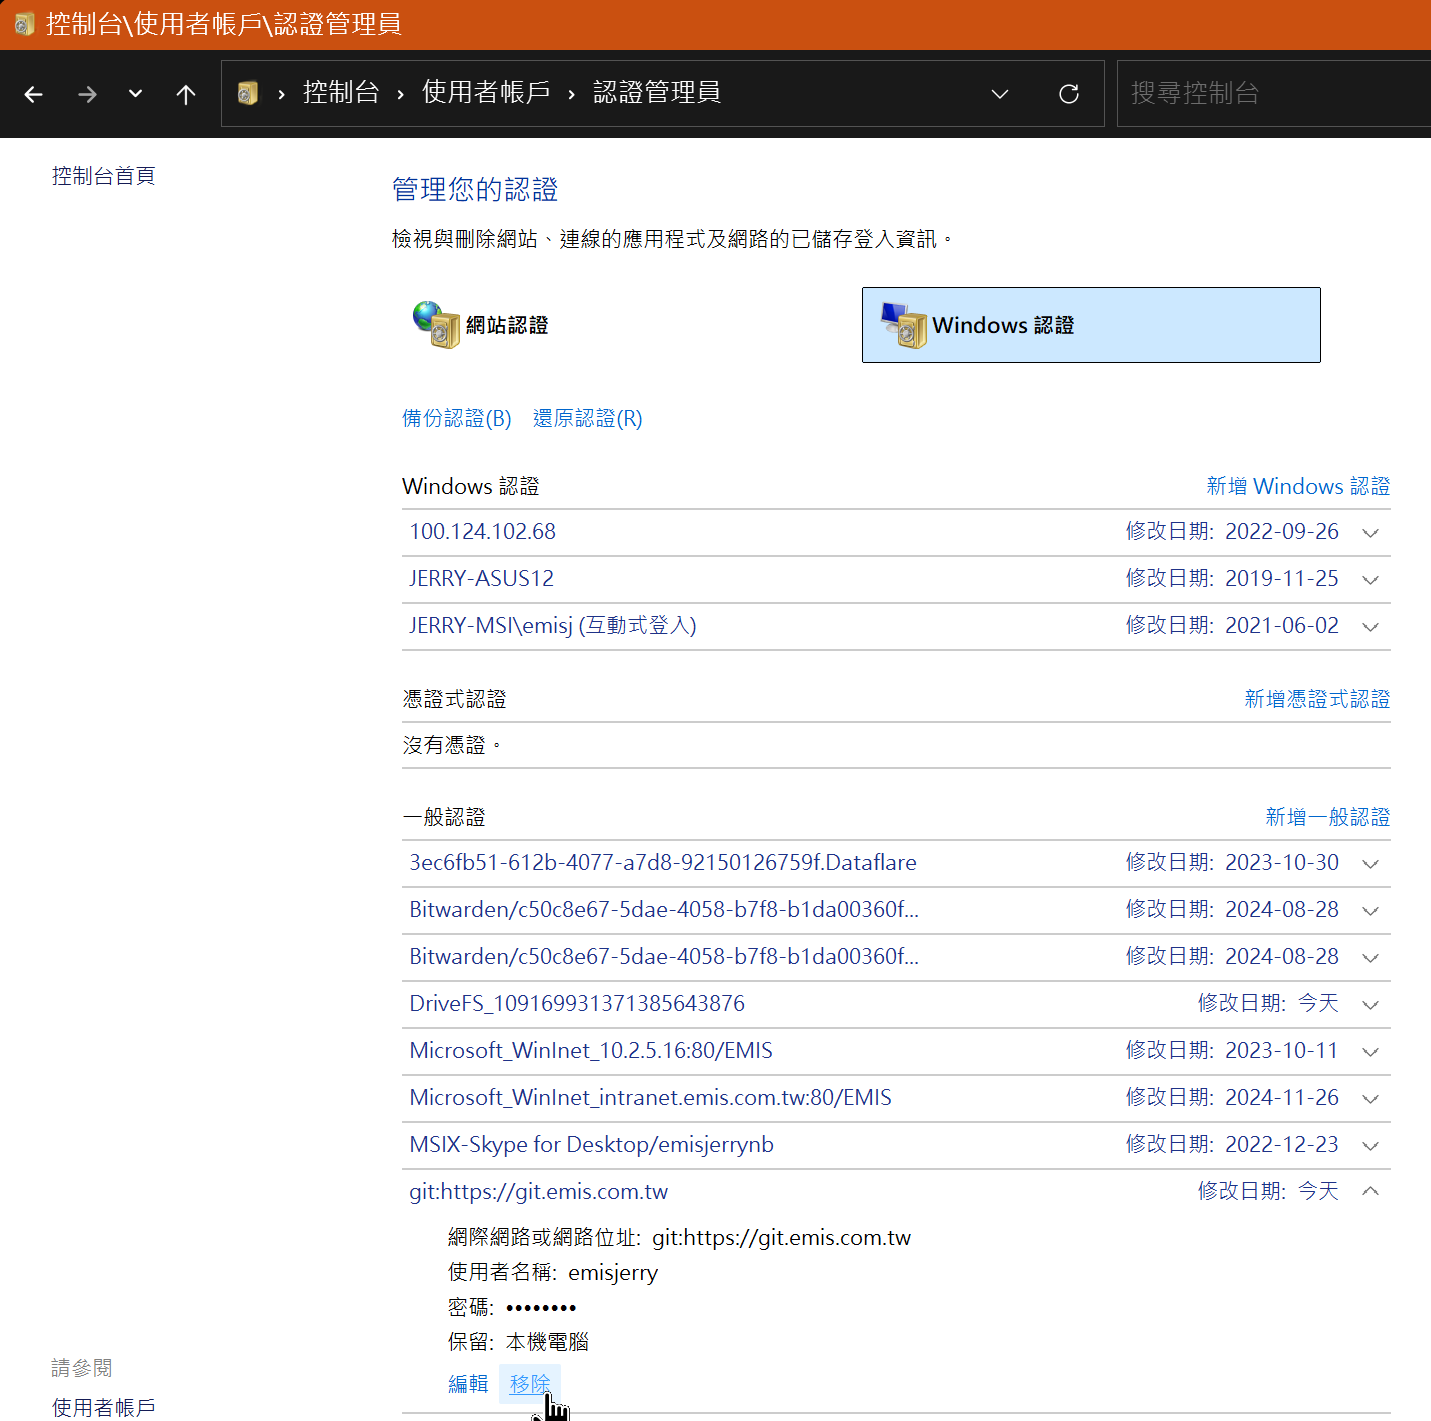 控制台\使用者帳戶\認證管理員
控制台 › 使用者帳戶 › 認證管理員
搜尋控制台
控制台首頁
管理您的認證
檢視與刪除網站、連線的應用程式及網路的已儲存登入資訊。
網站認證
Windows 認證
備份認證(B) 還原認證(R)
Windows 認證 新增 Windows 認證
100.124.102.68 修改日期: 2022-09-26
JERRY-ASUS12 修改日期: 2019-11-25
JERRY-MSI\emisj (互動式登入) 修改日期: 2021-06-02
憑證式認證 新增憑證式認證
沒有憑證。
一般認證 新增一般認證
3ec6fb51-612b-4077-a7d8-92150126759f.Dataflare 修改日期: 2023-10-30
Bitwarden/c50c8e67-5dae-4058-b7f8-b1da00360f... 修改日期: 2024-08-28
Bitwarden/c50c8e67-5dae-4058-b7f8-b1da00360f... 修改日期: 2024-08-28
DriveFS_109169931371385643876 修改日期: 今天
Microsoft_WinInet_10.2.5.16:80/EMIS 修改日期: 2023-10-11
Microsoft_WinInet_intranet.emis.com.tw:80/EMIS 修改日期: 2024-11-26
MSIX-Skype for Desktop/emisjerrynb 修改日期: 2022-12-23
git:https://git.emis.com.tw 修改日期: 今天
網際網路或網路位址: git:https://git.emis.com.tw
使用者名稱: emisjerry
密碼: ••••••••
保留: 本機電腦
編輯 移除
請參閱
使用者帳戶